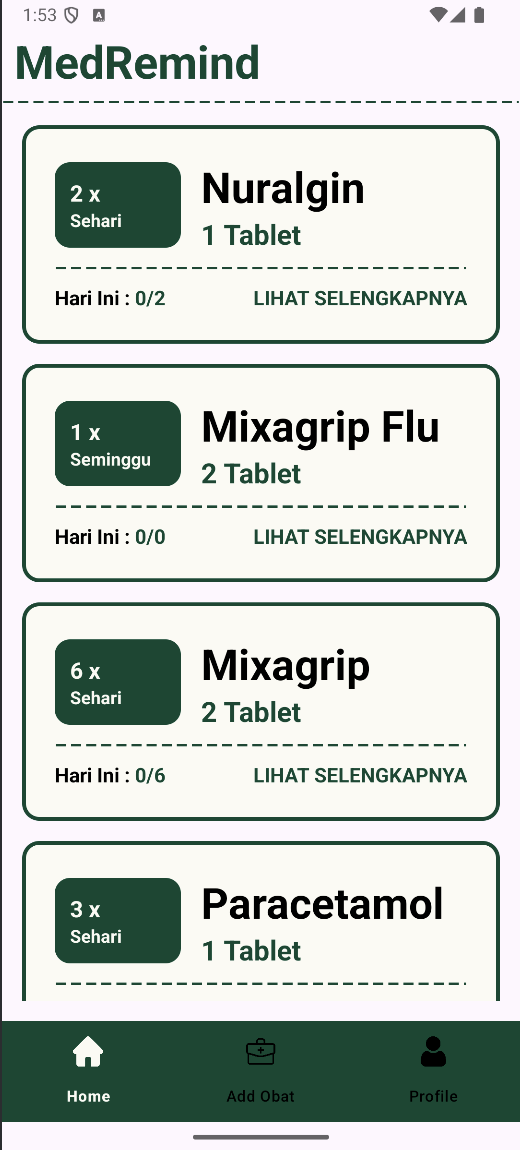 1:53
MedRemind
2 x
Sehari
Nuralgin
1 Tablet
Hari Ini : 0/2
LIHAT SELENGKAPNYA
1 x
Seminggu
Mixagrip Flu
2 Tablet
Hari Ini : 0/0
LIHAT SELENGKAPNYA
6 x
Sehari
Mixagrip
2 Tablet
Hari Ini : 0/6
LIHAT SELENGKAPNYA
3 x
Sehari
Paracetamol
1 Tablet
Home
Add Obat
Profile